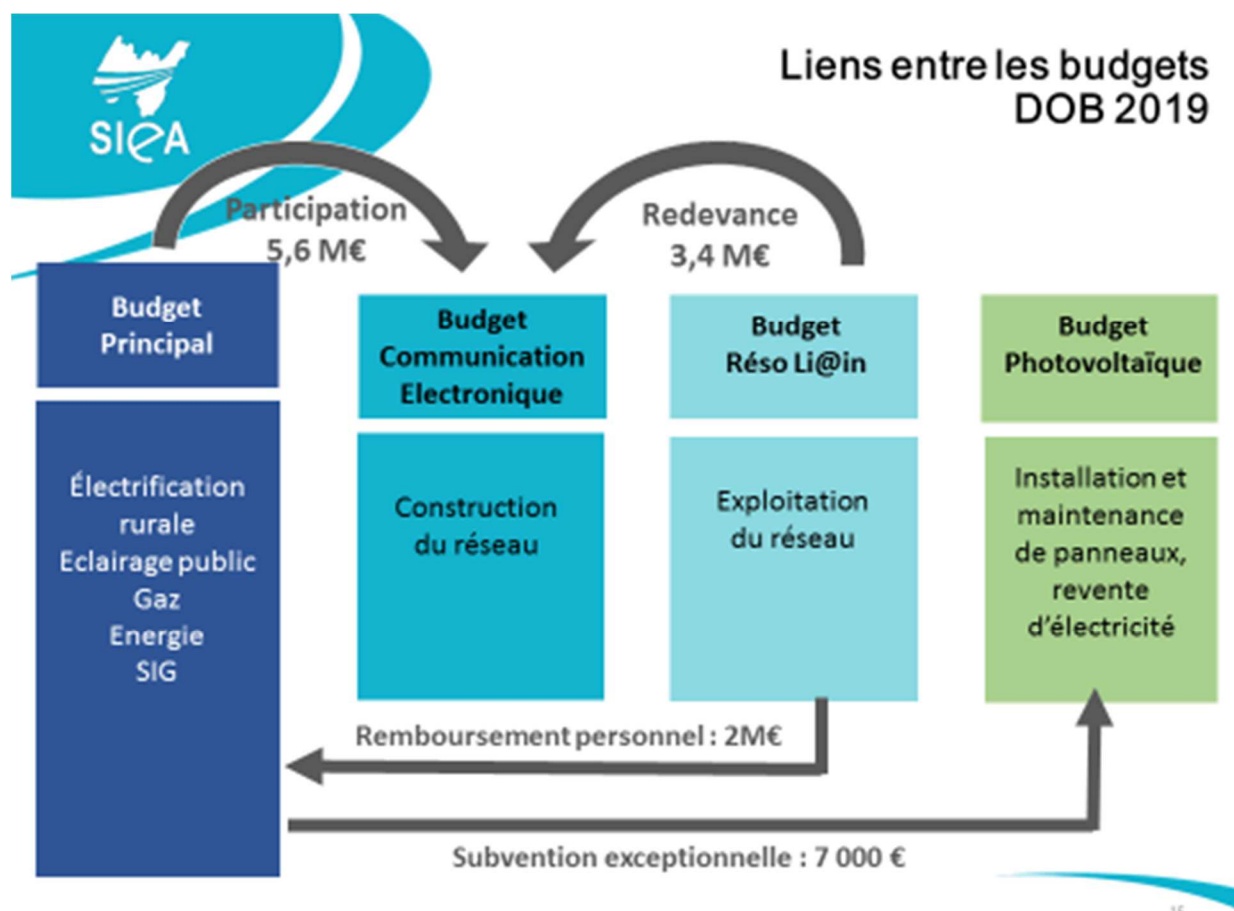 SIeA
Liens entre les budgets
DOB 2019
Participation
5,6 M€
Redevance
3,4 M€
Budget
Principal
Budget
Communication
Electronique
Budget
Réso Li@in
Budget
Photovoltaïque
Électrification
rurale
Eclairage public
Gaz
Energie
SIG
Construction
du réseau
Exploitation
du réseau
Installation et
maintenance
de panneaux,
revente
d’électricité
Remboursement personnel : 2M€
Subvention exceptionnelle : 7 000 €